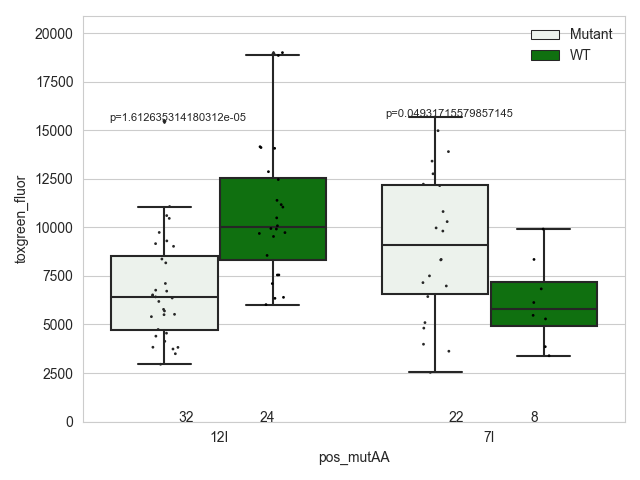 20000
17500
15000
12500
10000
7500
5000
2500
0
toxgreen_fluor
Mutant
WT
p=1.612635314180312e-05
p=0.04931715579857145
32
24
22
8
12I
7I
pos_mutAA